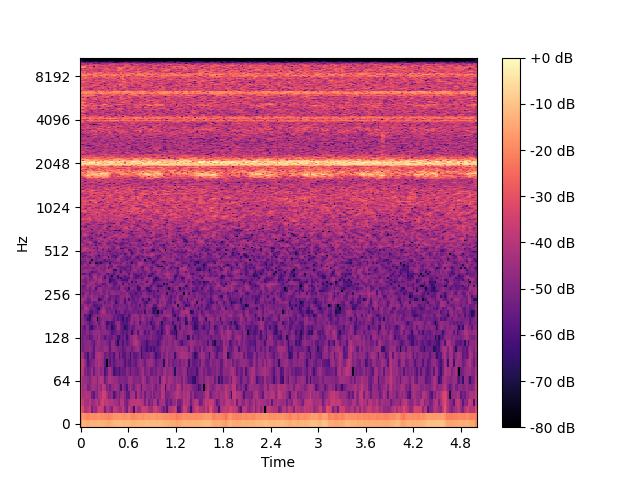 8192
4096
2048
1024
512
256
128
64
0
Hz
0 0.6 1.2 1.8 2.4 3 3.6 4.2 4.8
Time
+0 dB
-10 dB
-20 dB
-30 dB
-40 dB
-50 dB
-60 dB
-70 dB
-80 dB